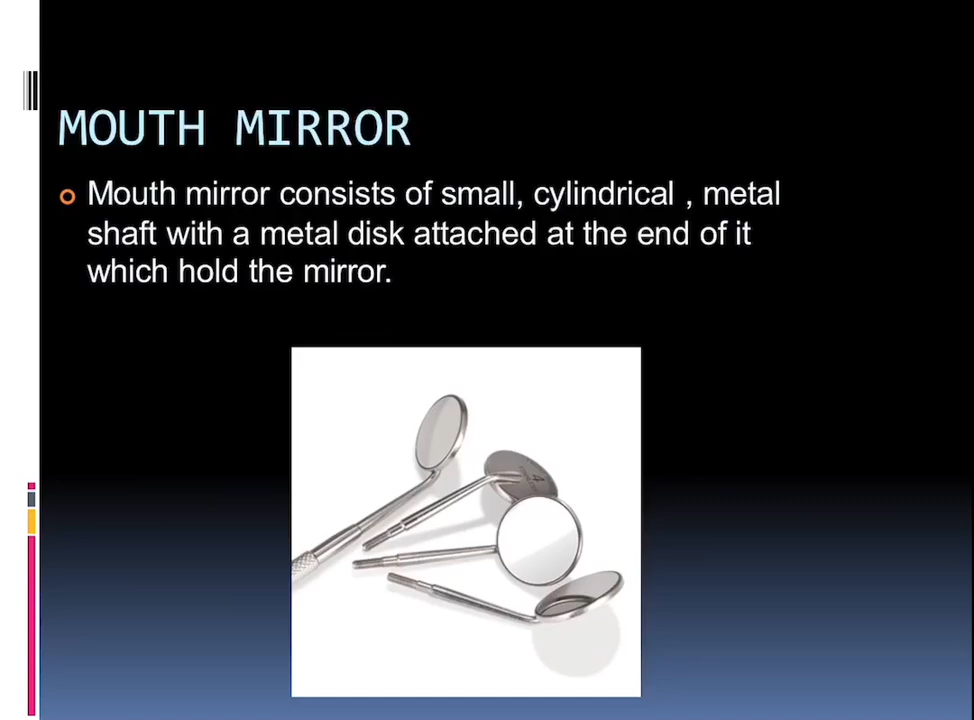 MOUTH MIRROR
Mouth mirror consists of small, cylindrical , metal
shaft with a metal disk attached at the end of it
which hold the mirror.